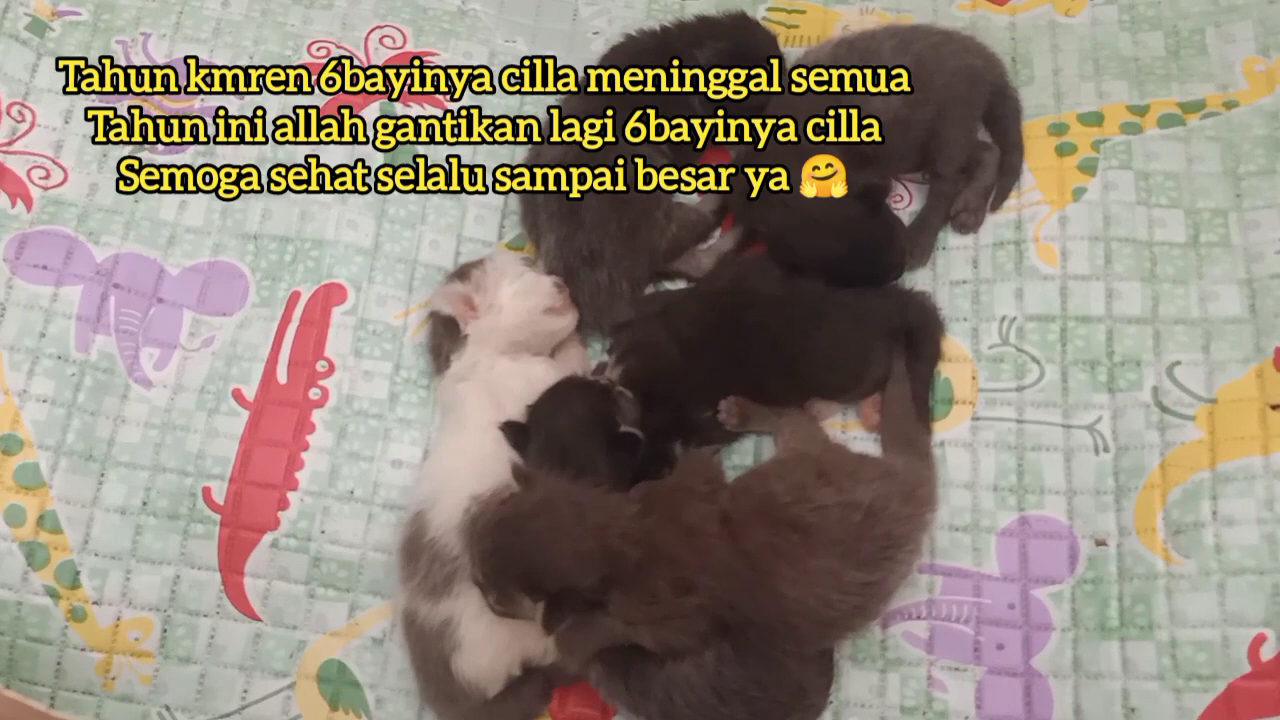 Tahun kmren 6bayinya cilla meninggal semua
Tahun ini allah gantikan lagi 6bayinya cilla
Semoga sehat selalu sampai besar ya 🤗